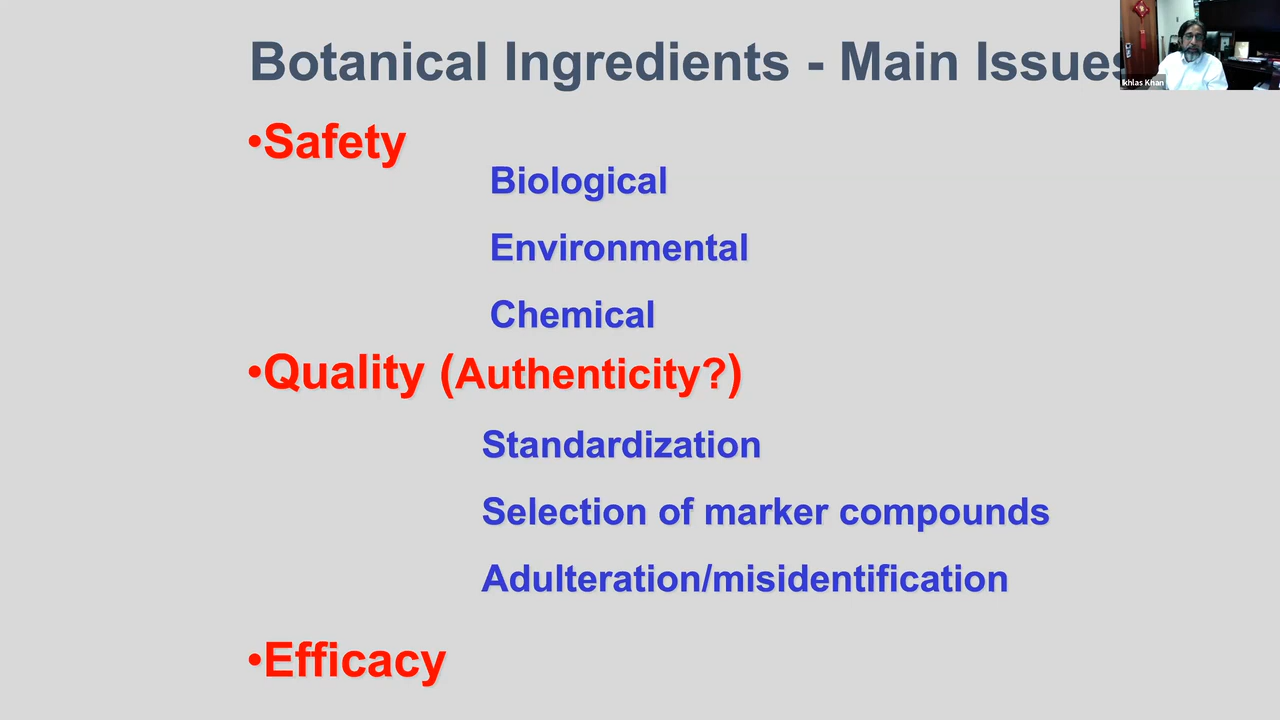 Botanical Ingredients - Main Issues
Ikhlas Khan
•Safety
Biological
Environmental
Chemical
•Quality (Authenticity?)
Standardization
Selection of marker compounds
Adulteration/misidentification
•Efficacy